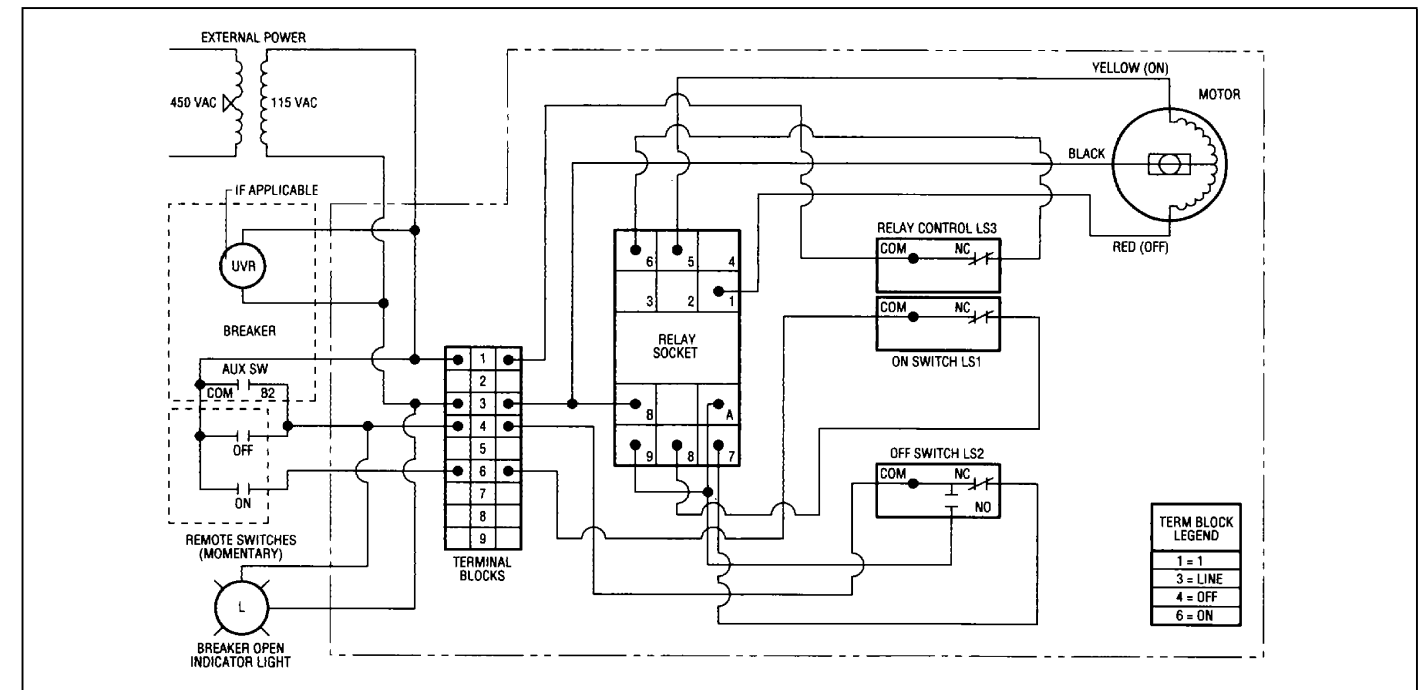 EXTERNAL POWER
450 VAC
115 VAC
IF APPLICABLE
UVR
BREAKER
AUX SW
COM
B2
OFF
ON
REMOTE SWITCHES
(MOMENTARY)
L
BREAKER OPEN
INDICATOR LIGHT
1
2
3
4
5
6
7
8
9
TERMINAL
BLOCKS
6
5
4
3
2
1
RELAY
SOCKET
B
A
9
8
7
YELLOW (ON)
MOTOR
BLACK
RED (OFF)
RELAY CONTROL LS3
COM
NC
COM
NC
ON SWITCH LS1
OFF SWITCH LS2
COM
NC
NO
TERM BLOCK
LEGEND
1 = 1
3 = LINE
4 = OFF
6 = ON